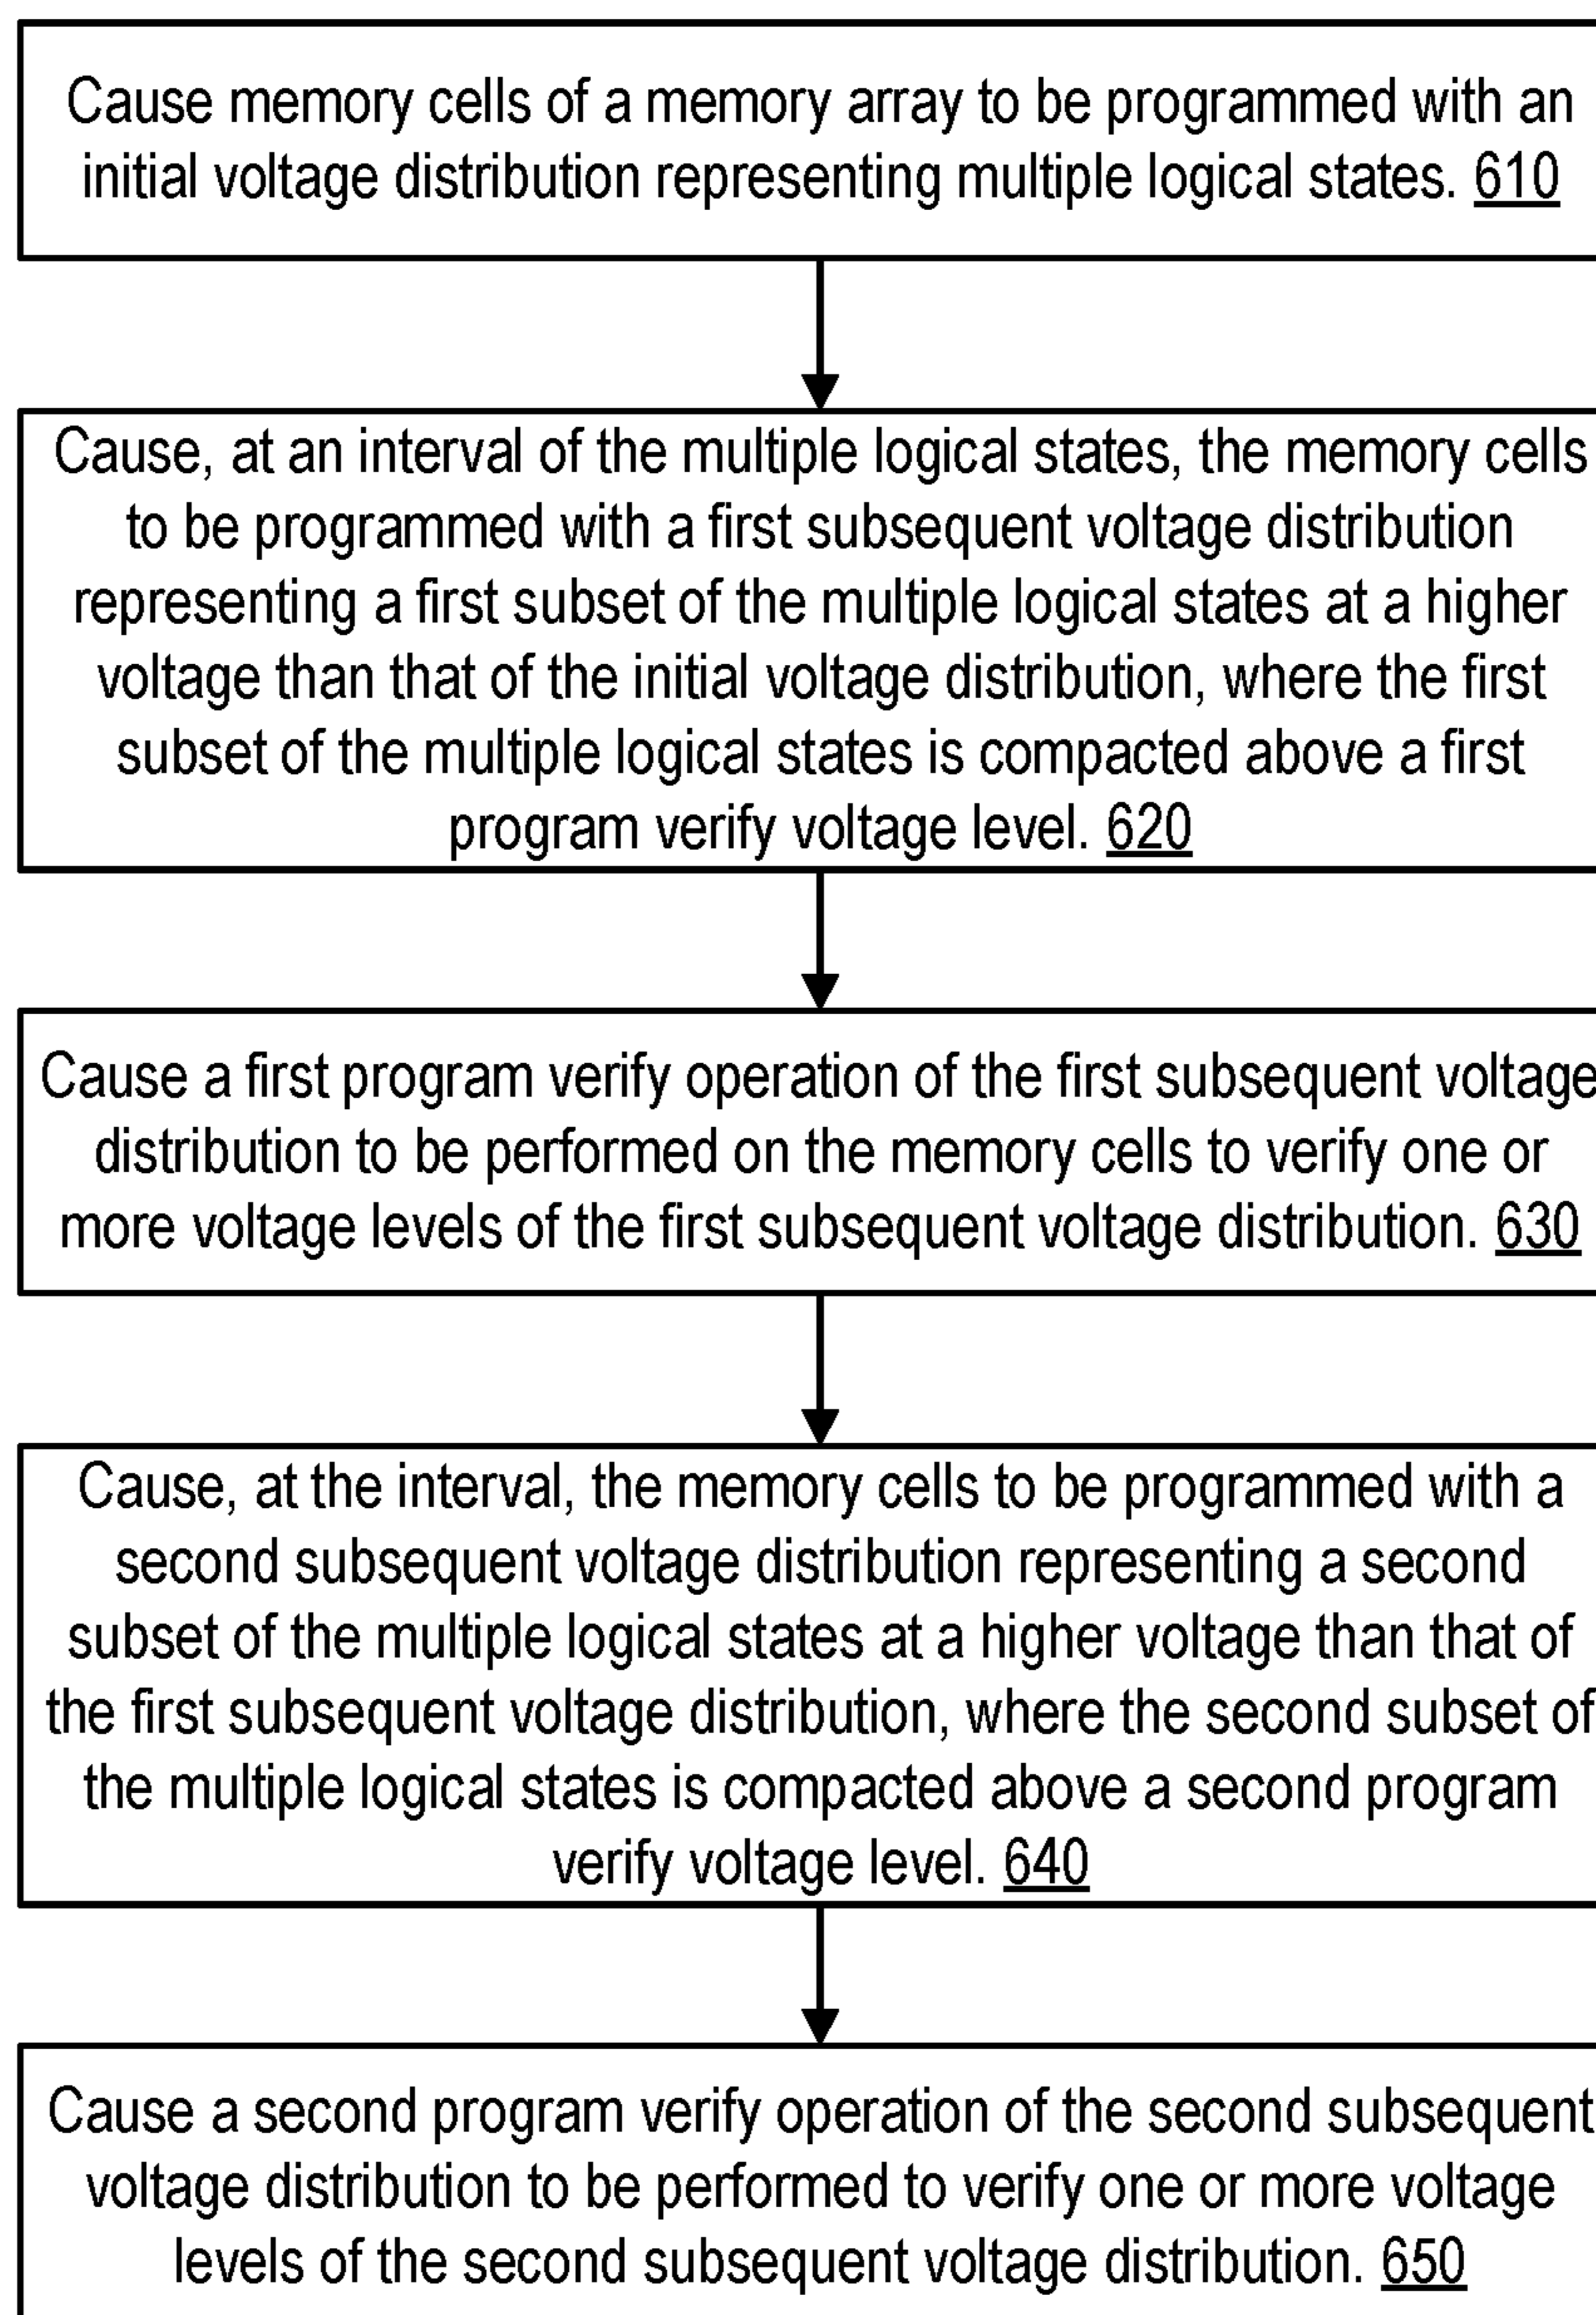 Cause memory cells of a memory array to be programmed with an
initial voltage distribution representing multiple logical states. 610
Cause, at an interval of the multiple logical states, the memory cells
to be programmed with a first subsequent voltage distribution
representing a first subset of the multiple logical states at a higher
voltage than that of the initial voltage distribution, where the first
subset of the multiple logical states is compacted above a first
program verify voltage level. 620
Cause a first program verify operation of the first subsequent voltage
distribution to be performed on the memory cells to verify one or
more voltage levels of the first subsequent voltage distribution. 630
Cause, at the interval, the memory cells to be programmed with a
second subsequent voltage distribution representing a second
subset of the multiple logical states at a higher voltage than that of
the first subsequent voltage distribution, where the second subset of
the multiple logical states is compacted above a second program
verify voltage level. 640
Cause a second program verify operation of the second subsequent
voltage distribution to be performed to verify one or more voltage
levels of the second subsequent voltage distribution. 650